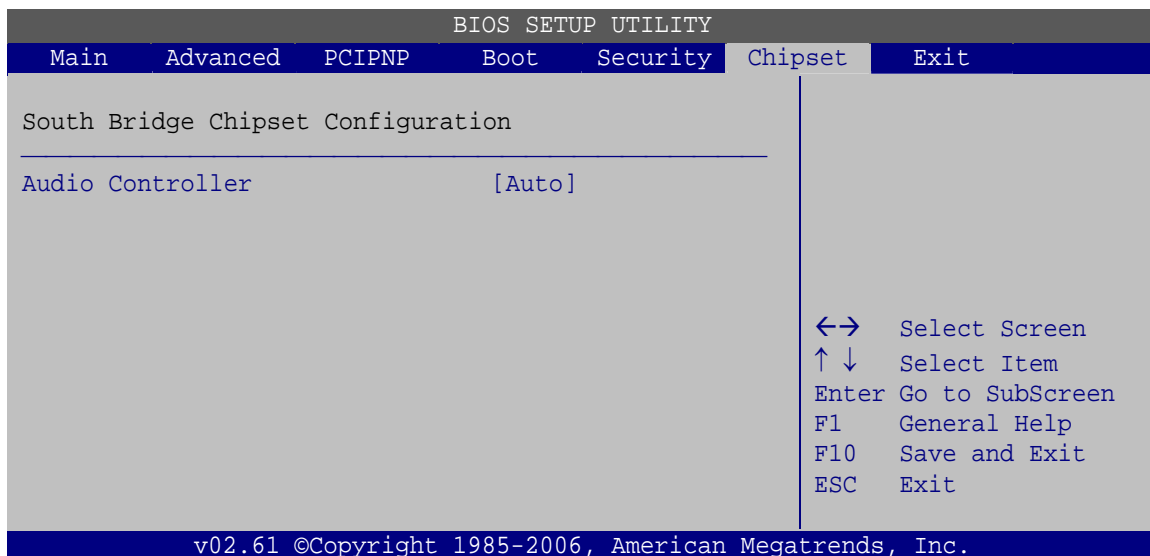 BIOS SETUP UTILITY
Main Advanced PCIPNP Boot Security Chipset Exit
South Bridge Chipset Configuration
Audio Controller [Auto]
←→ Select Screen
↑ ↓ Select Item
Enter Go to SubScreen
F1 General Help
F10 Save and Exit
ESC Exit
v02.61 ©Copyright 1985-2006, American Megatrends, Inc.